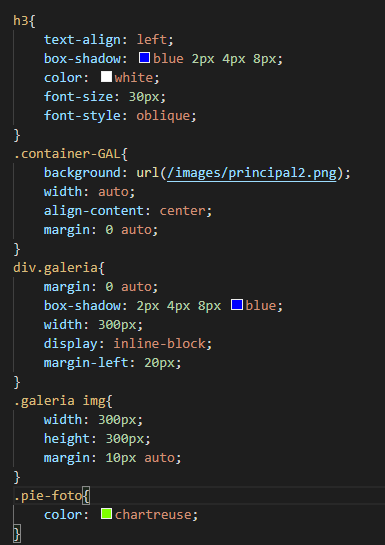 h3{
    text-align: left;
    box-shadow: blue 2px 4px 8px;
    color: white;
    font-size: 30px;
    font-style: oblique;
}
.container-GAL{
    background: url(/images/principal2.png);
    width: auto;
    align-content: center;
    margin: 0 auto;
}
div.galeria{
    margin: 0 auto;
    box-shadow: 2px 4px 8px blue;
    width: 300px;
    display: inline-block;
    margin-left: 20px;
}
.galeria img{
    width: 300px;
    height: 300px;
    margin: 10px auto;
}
.pie-foto{
    color: chartreuse;
}